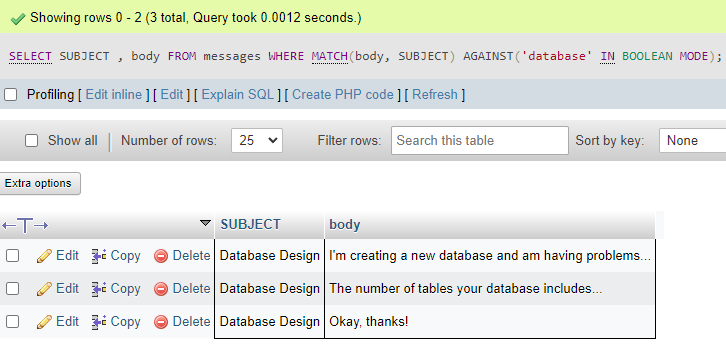 Showing rows 0 - 2 (3 total, Query took 0.0012 seconds.)
SELECT SUBJECT , body FROM messages WHERE MATCH(body, SUBJECT) AGAINST('database' IN BOOLEAN MODE);
Profiling [ Edit inline ] [ Edit ] [ Explain SQL ] [ Create PHP code ] [ Refresh ]
Show all Number of rows: 25 Filter rows: Search this table Sort by key: None
Extra options
←T→ SUBJECT body
Edit Copy Delete Database Design I'm creating a new database and am having problems...
Edit Copy Delete Database Design The number of tables your database includes...
Edit Copy Delete Database Design Okay, thanks!